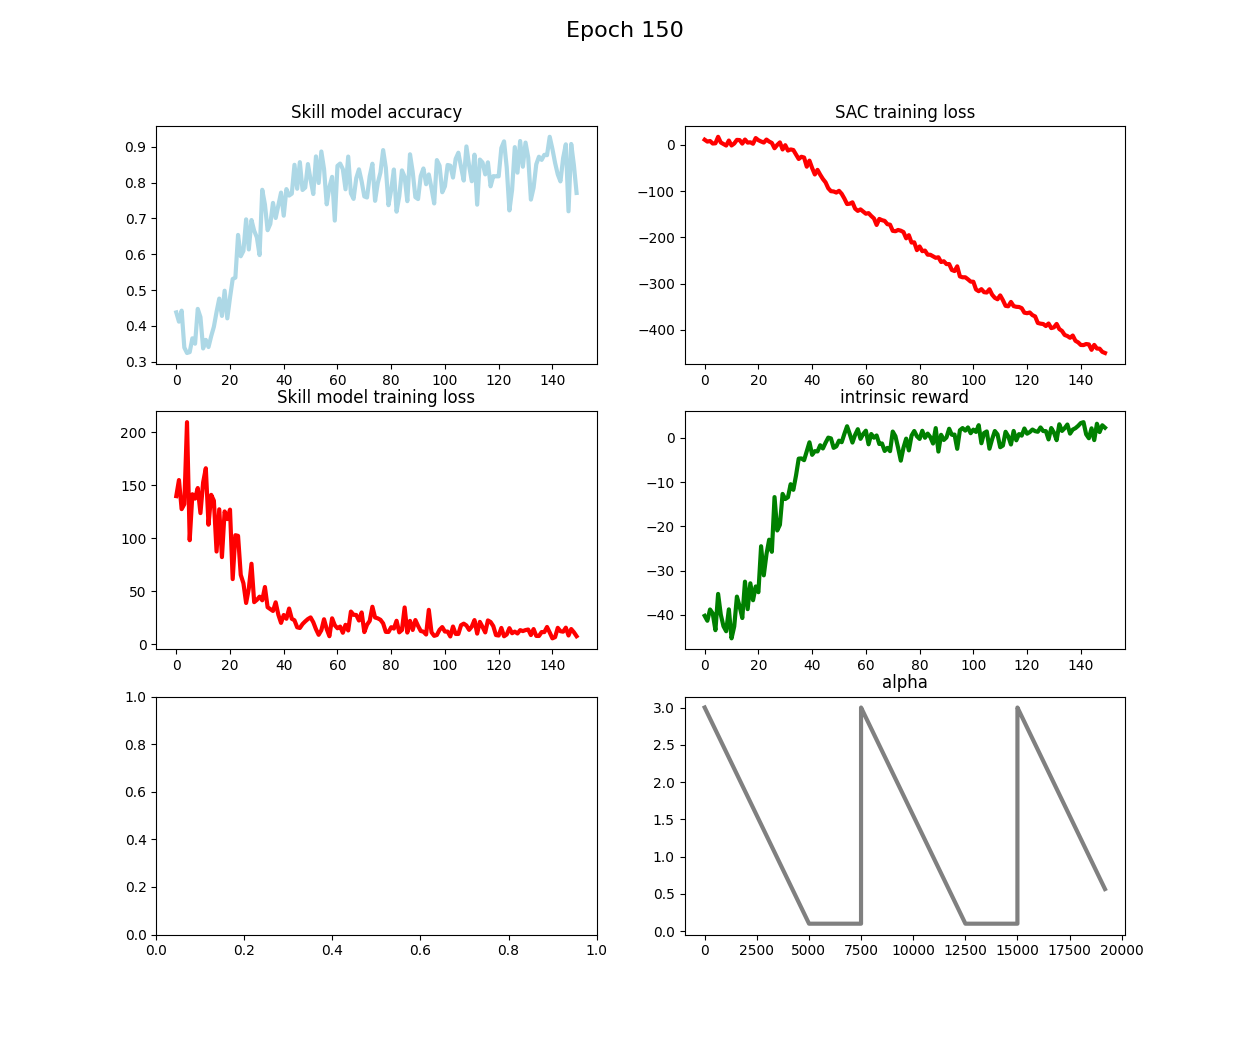 Epoch 150
Skill model accuracy
0.9
0.8
0.7
0.6
0.5
0.4
0.3
0 20 40 60 80 100 120 140
SAC training loss
0
−100
−200
−300
−400
0 20 40 60 80 100 120 140
Skill model training loss
200
150
100
50
0
0 20 40 60 80 100 120 140
intrinsic reward
0
−10
−20
−30
−40
0 20 40 60 80 100 120 140
1.0
0.8
0.6
0.4
0.2
0.0
0.0 0.2 0.4 0.6 0.8 1.0
alpha
3.0
2.5
2.0
1.5
1.0
0.5
0.0
0 2500 5000 7500 10000 12500 15000 17500 20000